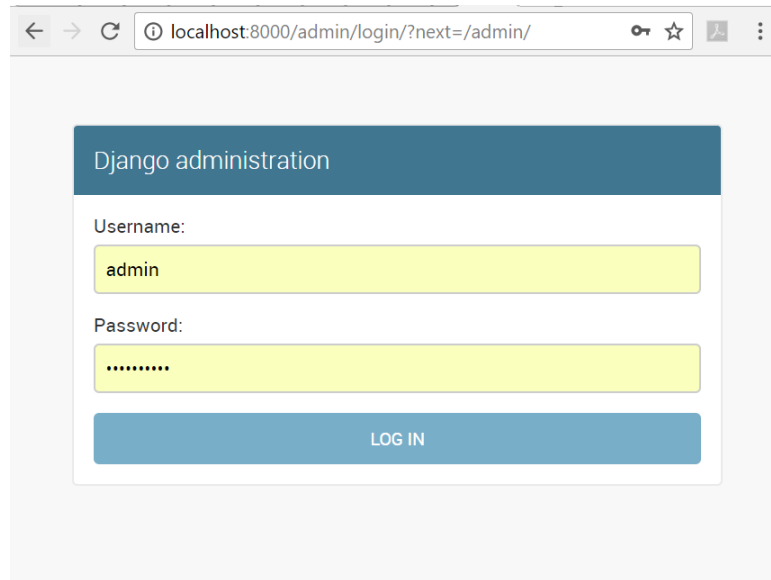 localhost:8000/admin/login/?next=/admin/
Django administration
Username:
admin
Password:
••••••••••
LOG IN